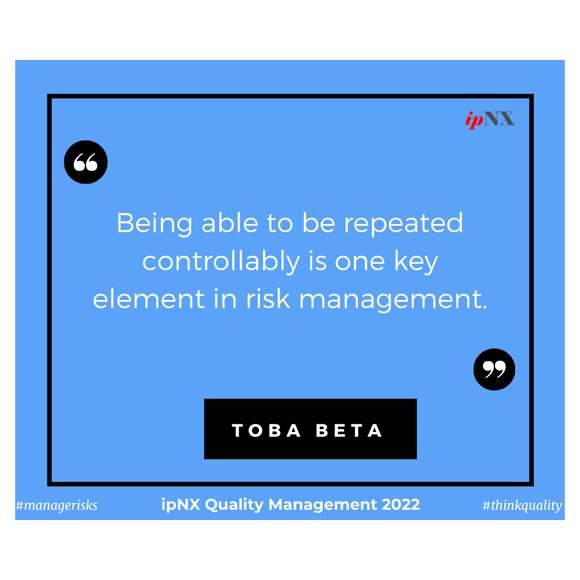 ipNX
“
Being able to be repeated
controllably is one key
element in risk management.
”
TOBA BETA
#managerisks
ipNX Quality Management 2022
#thinkquality